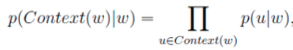 p(Context(w)|w) = ∏ p(u|w),
u∈Context(w)